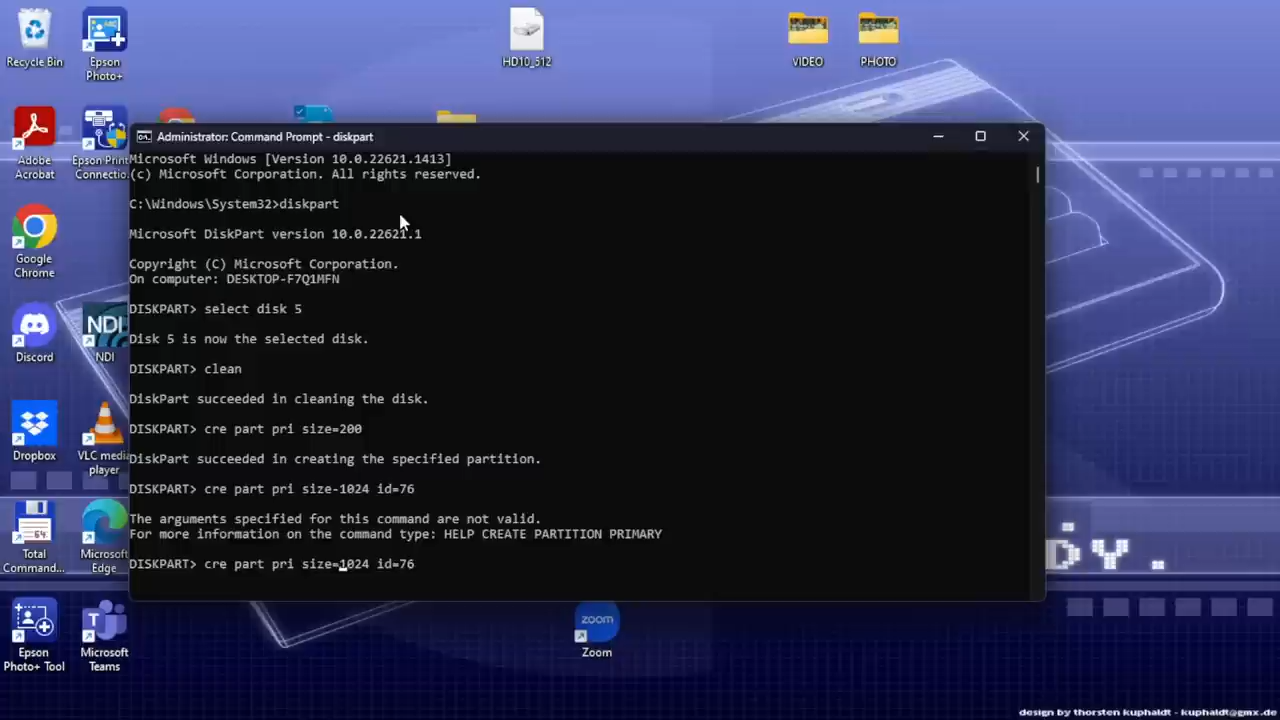 Recycle Bin
Epson
Photo+
HD10_512
VIDEO
PHOTO
Adobe
Acrobat
Epson Print
Connectio
Google
Chrome
Discord
NDI
NDI
Dropbox
VLC media
player
64
Total
Command...
Microsoft
Edge
Epson
Photo+ Tool
Microsoft
Teams
zoom
Zoom
Administrator: Command Prompt - diskpart
Microsoft Windows [Version 10.0.22621.1413]
(c) Microsoft Corporation. All rights reserved.
C:\Windows\System32>diskpart
Microsoft DiskPart version 10.0.22621.1
Copyright (C) Microsoft Corporation.
On computer: DESKTOP-F7Q1MFN
DISKPART> select disk 5
Disk 5 is now the selected disk.
DISKPART> clean
DiskPart succeeded in cleaning the disk.
DISKPART> cre part pri size=200
DiskPart succeeded in creating the specified partition.
DISKPART> cre part pri size-1024 id=76
The arguments specified for this command are not valid.
For more information on the command type: HELP CREATE PARTITION PRIMARY
DISKPART> cre part pri size=1024 id=76
DY.
design by thorsten kuphaldt - kuphaldt@gmx.de